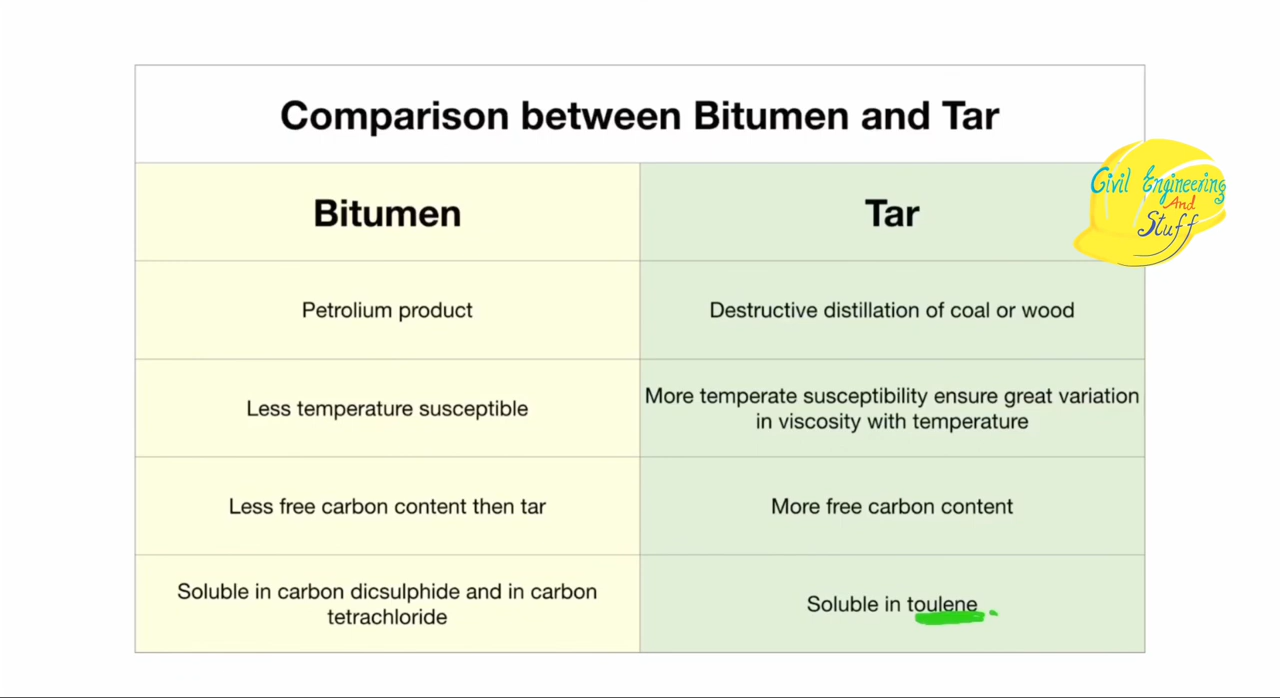 Comparison between Bitumen and Tar
Civil Engineering
And
Stuff
Bitumen
Tar
Petrolium product
Destructive distillation of coal or wood
Less temperature susceptible
More temperate susceptibility ensure great variation
in viscosity with temperature
Less free carbon content then tar
More free carbon content
Soluble in carbon dicsulphide and in carbon
tetrachloride
Soluble in toulene